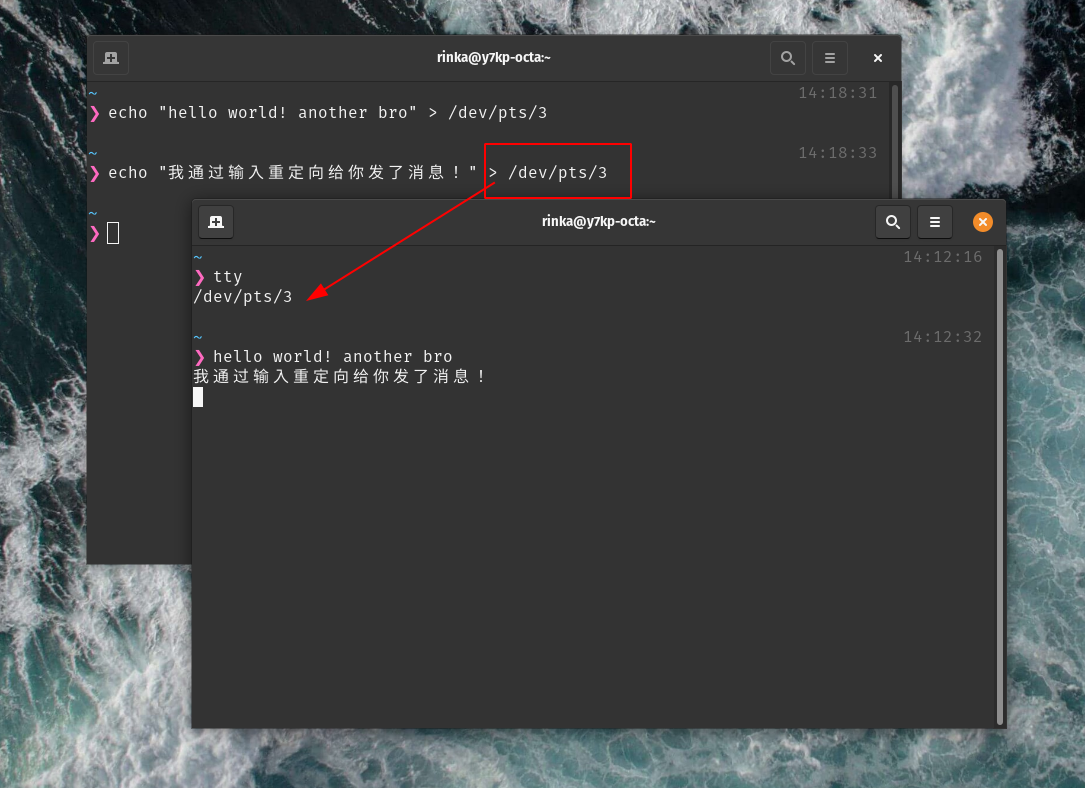 rinka@y7kp-octa:~
~ 14:18:31
❯ echo "hello world! another bro" > /dev/pts/3
~ 14:18:33
❯ echo "我通过输入重定向给你发了消息！" > /dev/pts/3
~
❯
rinka@y7kp-octa:~
~ 14:12:16
❯ tty
/dev/pts/3
~ 14:12:32
❯ hello world! another bro
我通过输入重定向给你发了消息！